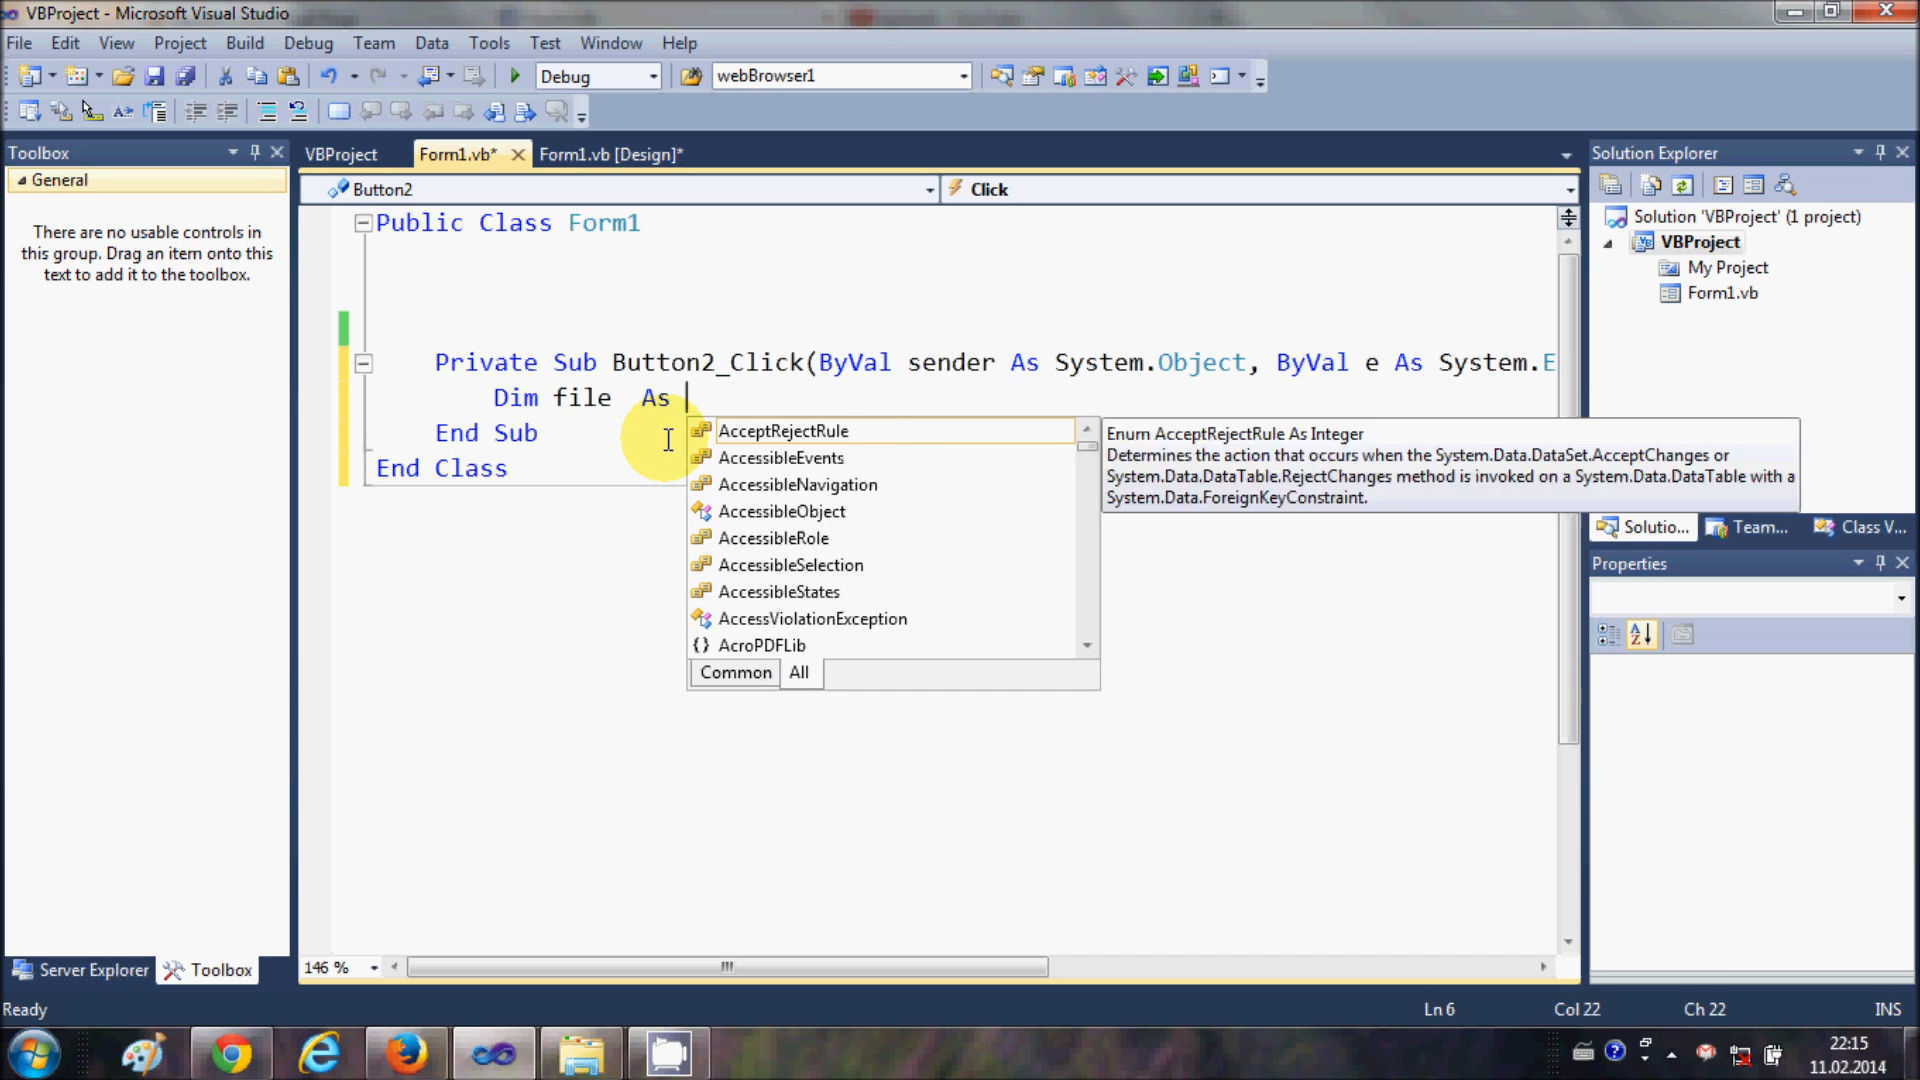 VBProject - Microsoft Visual Studio
File Edit View Project Build Debug Team Data Tools Test Window Help
Debug webBrowser1
Toolbox
General
There are no usable controls in
this group. Drag an item onto this
text to add it to the toolbox.
Server Explorer Toolbox
VBProject Form1.vb* Form1.vb [Design]*
Button2 Click
Public Class Form1
Private Sub Button2_Click(ByVal sender As System.Object, ByVal e As System.E
Dim file As
End Sub
End Class
AcceptRejectRule
AccessibleEvents
AccessibleNavigation
AccessibleObject
AccessibleRole
AccessibleSelection
AccessibleStates
AccessViolationException
{} AcroPDFLib
Common All
Enum AcceptRejectRule As Integer
Determines the action that occurs when the System.Data.DataSet.AcceptChanges or
System.Data.DataTable.RejectChanges method is invoked on a System.Data.DataTable with a
System.Data.ForeignKeyConstraint.
146 %
Solution Explorer
Solution 'VBProject' (1 project)
VBProject
My Project
Form1.vb
Solutio... Team... Class V...
Properties
Ready Ln 6 Col 22 Ch 22 INS
22:15
11.02.2014